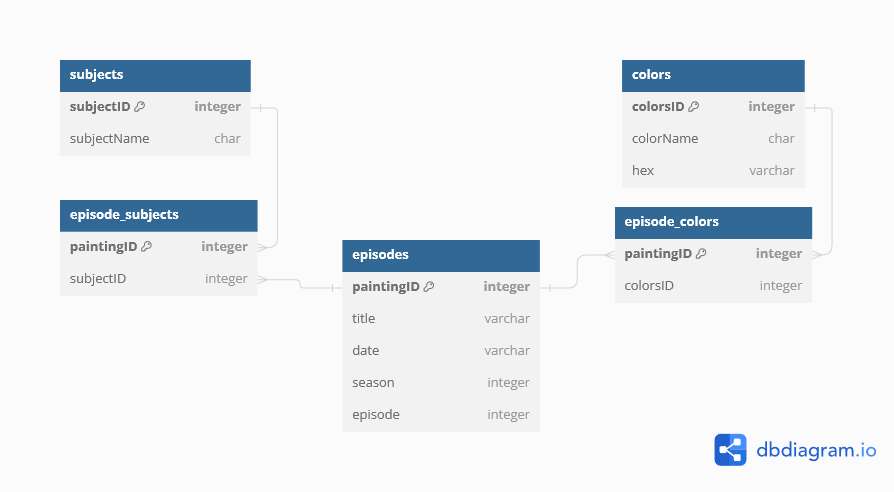 subjects
subjectID integer
subjectName char
episode_subjects
paintingID integer
subjectID integer
episodes
paintingID integer
title varchar
date varchar
season integer
episode integer
colors
colorsID integer
colorName char
hex varchar
episode_colors
paintingID integer
colorsID integer
dbdiagram.io